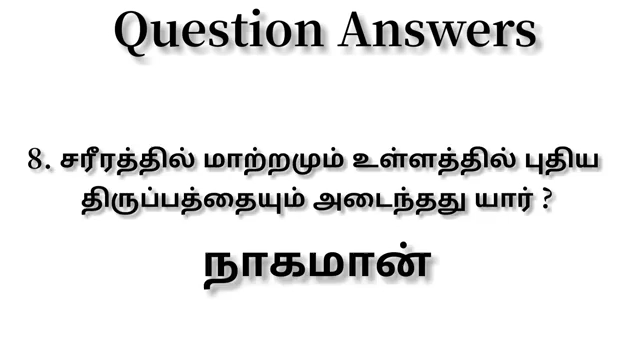 Question Answers
8. சரீரத்தில் மாற்றமும் உள்ளத்தில் புதிய
திருப்பத்தையும் அடைந்தது யார் ?
நாகமான்